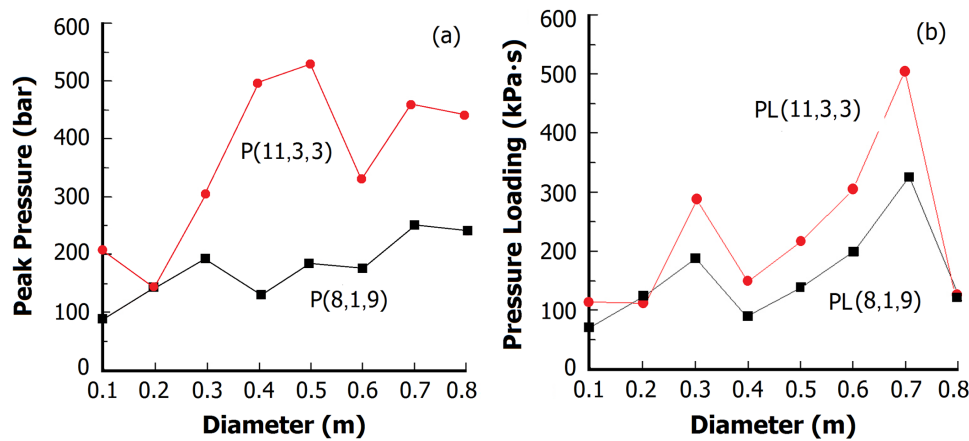 (a)
Peak Pressure (bar)
600
500
400
300
200
100
0
P(11,3,3)
P(8,1,9)
0.1 0.2 0.3 0.4 0.5 0.6 0.7 0.8
Diameter (m)
(b)
Pressure Loading (kPa·s)
600
500
400
300
200
100
0
PL(11,3,3)
PL(8,1,9)
0.1 0.2 0.3 0.4 0.5 0.6 0.7 0.8
Diameter (m)